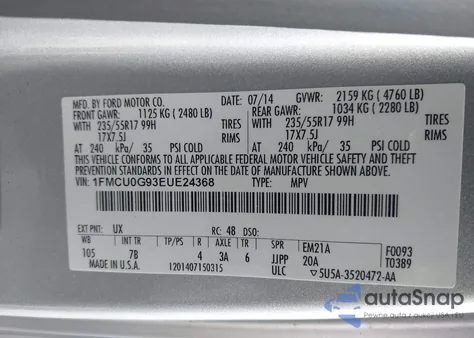 MFD. BY FORD MOTOR CO. DATE: 07/14 GVWR: 2159 KG ( 4760 LB)
FRONT GAWR: 1125 KG ( 2480 LB) REAR GAWR: 1034 KG ( 2280 LB)
WITH 235/55R17 99H TIRES WITH 235/55R17 99H TIRES
17X7.5J RIMS 17X7.5J RIMS
AT 240 kPa/ 35 PSI COLD AT 240 kPa/ 35 PSI COLD
THIS VEHICLE CONFORMS TO ALL APPLICABLE FEDERAL MOTOR VEHICLE SAFETY AND THEFT
PREVENTION STANDARDS IN EFFECT ON THE DATE OF MANUFACTURE SHOWN ABOVE.
VIN: 1FMCU0G93EUE24368 TYPE: MPV
EXT PNT: UX RC: 48 DSO:
WB INT TR TP/PS R AXLE TR SPR EM21A F0093
105 7B 4 3A 6 JJPP 20A T0389
MADE IN U.S.A. 1201407150315 ULC 5U5A-3520472-AA
autoSnap